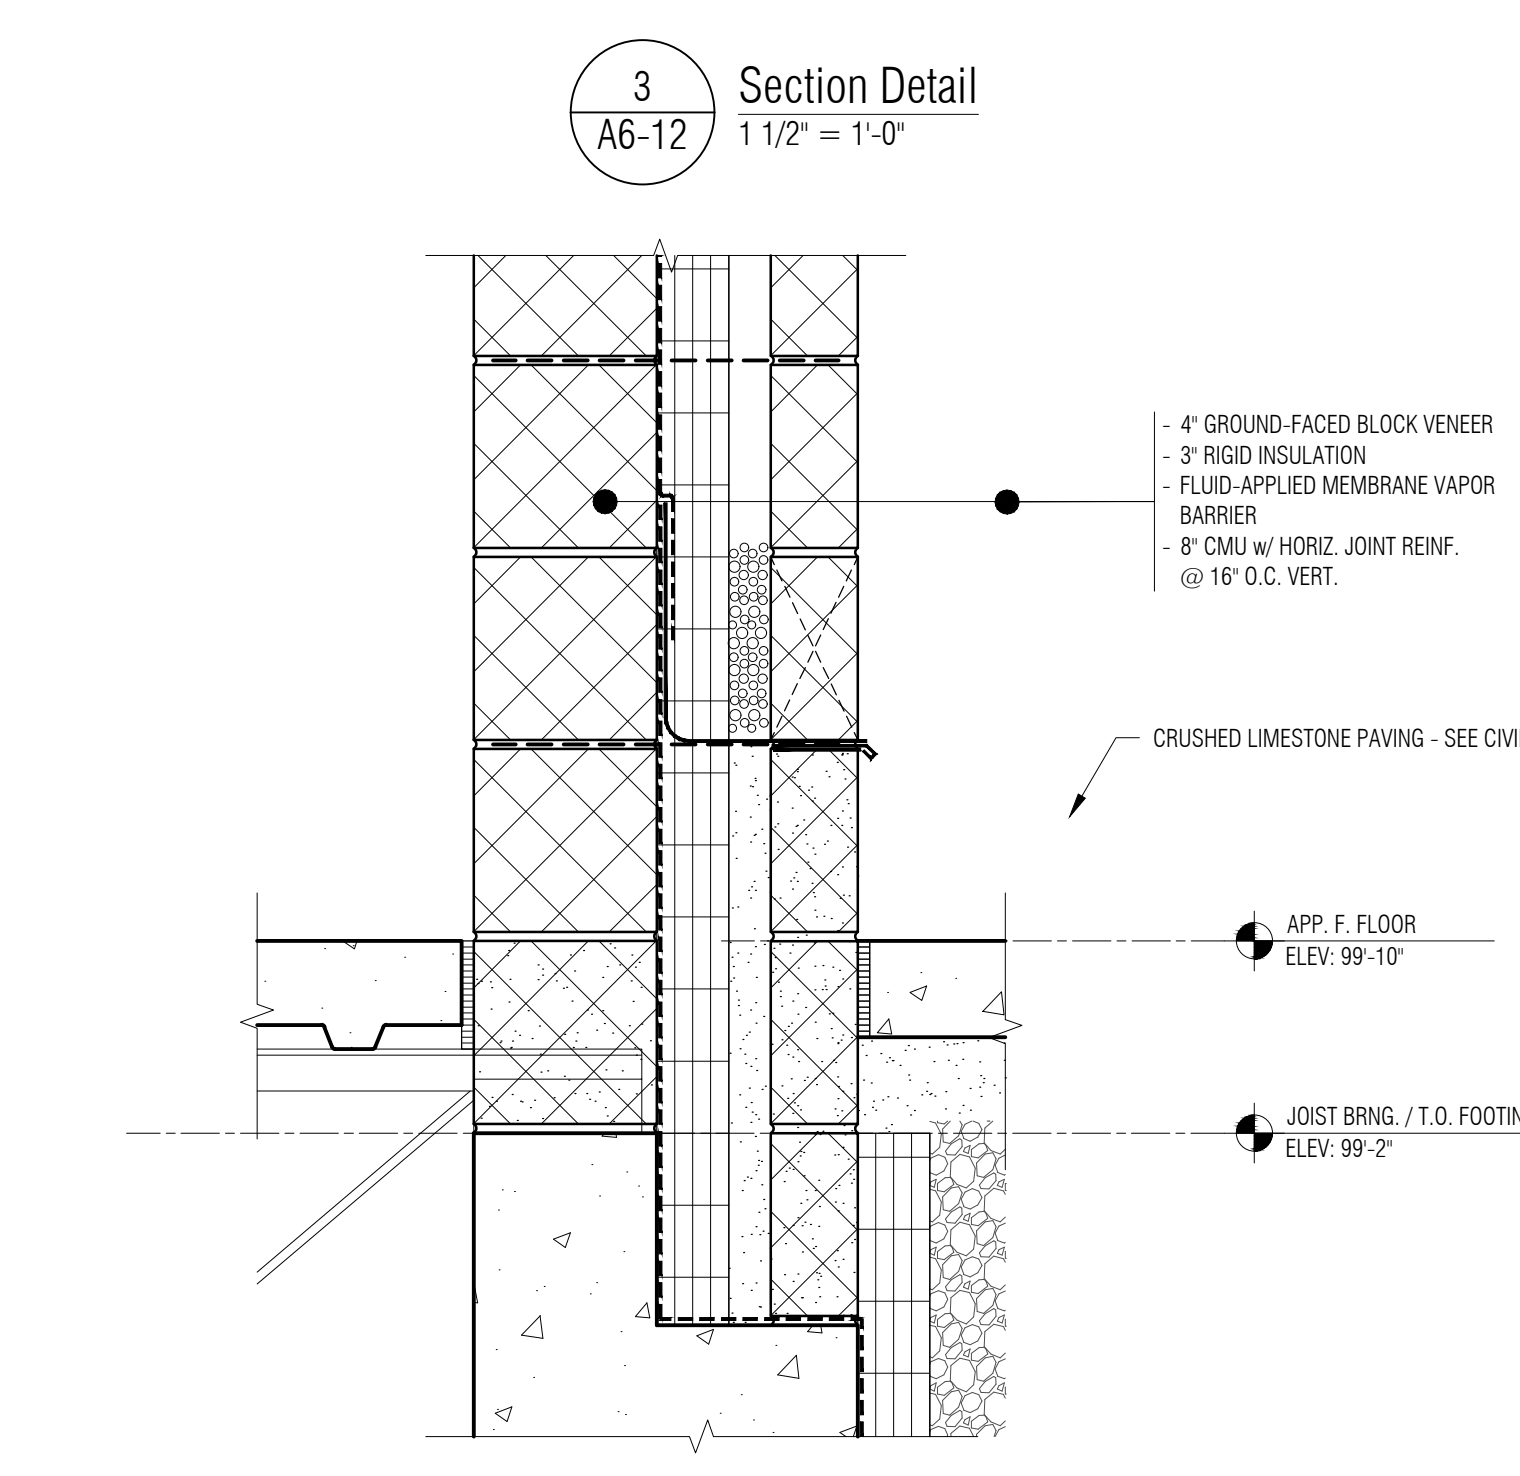 3
A6-12
Section Detail
1 1/2" = 1'-0"
- 4" GROUND-FACED BLOCK VENEER
- 3" RIGID INSULATION
- FLUID-APPLIED MEMBRANE VAPOR
BARRIER
- 8" CMU w/ HORIZ. JOINT REINF.
@ 16" O.C. VERT.
CRUSHED LIMESTONE PAVING - SEE
APP. F. FLOOR
ELEV: 99'-10"
JOIST BRNG. / T.O.
ELEV: 99'-2"